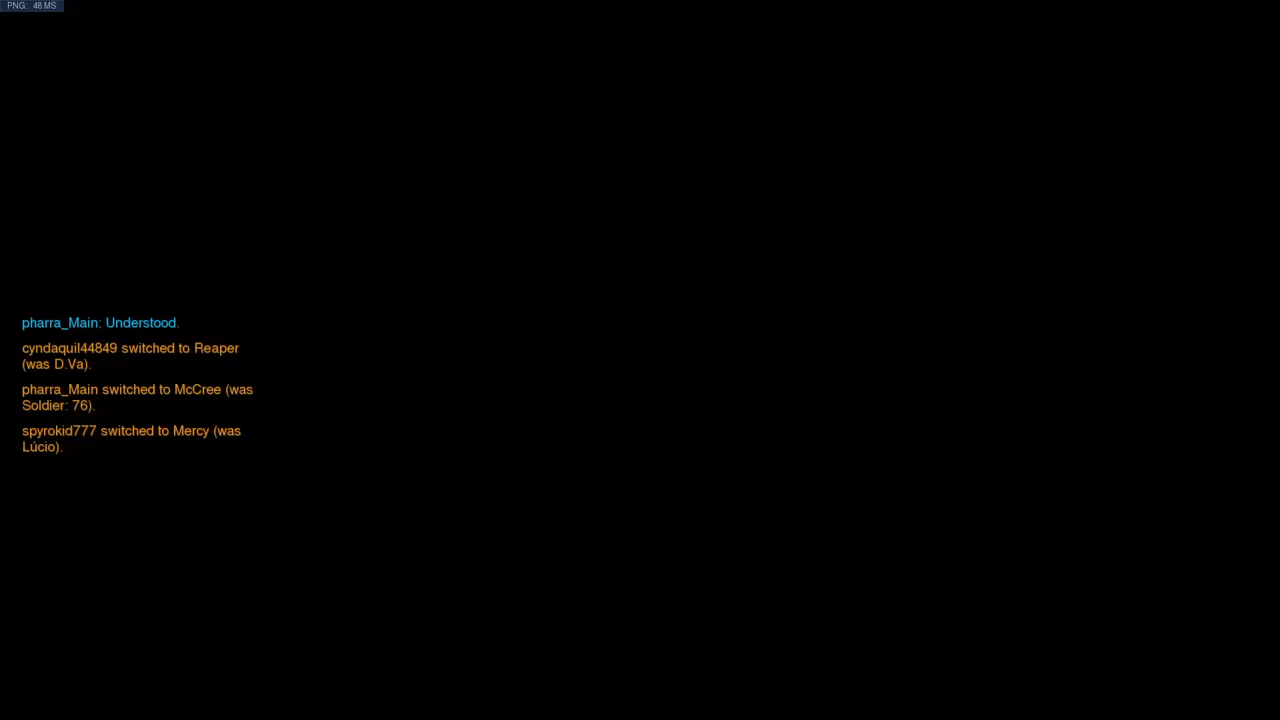 PNG: 48 MS
pharra_Main: Understood.
cyndaquil44849 switched to Reaper
(was D.Va).
pharra_Main switched to McCree (was
Soldier: 76).
spyrokid777 switched to Mercy (was
Lúcio).